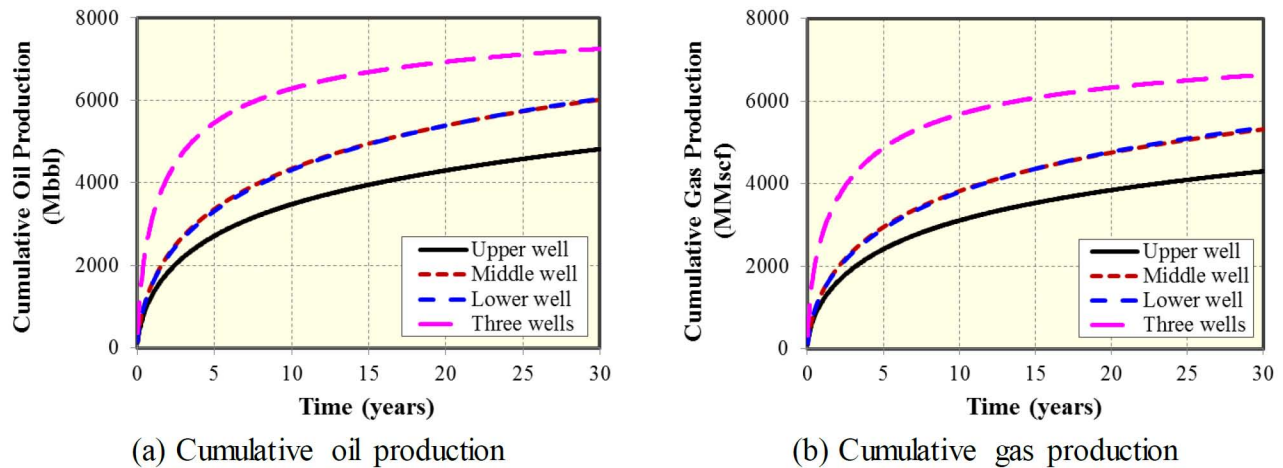 Cumulative Oil Production
(Mbbl)
8000
6000
4000
2000
0
0 5 10 15 20 25 30
Time (years)
Upper well
Middle well
Lower well
Three wells
(a) Cumulative oil production
Cumulative Gas Production
(MMscf)
8000
6000
4000
2000
0
0 5 10 15 20 25 30
Time (years)
Upper well
Middle well
Lower well
Three wells
(b) Cumulative gas production